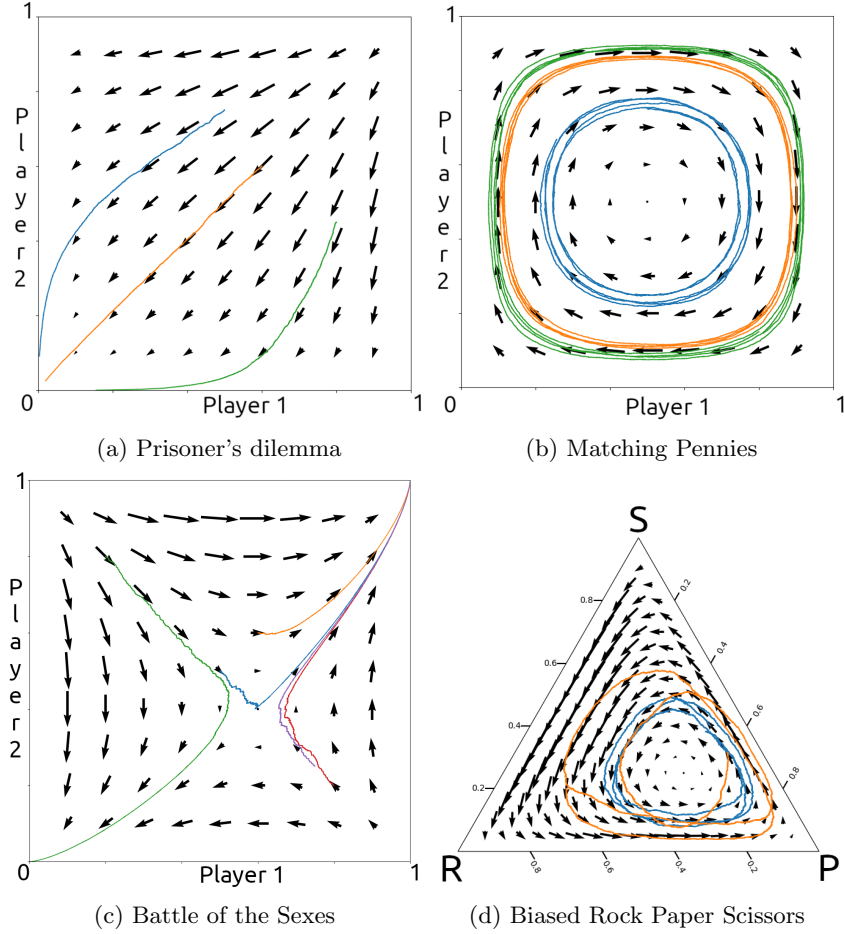 1
Player 2
0
Player 1
1
(a) Prisoner's dilemma
1
Player 2
0
Player 1
1
(b) Matching Pennies
1
Player 2
0
Player 1
1
(c) Battle of the Sexes
S
0.8
0.6
0.4
0.2
0.2
0.4
0.6
0.8
R
0.8
0.6
0.4
0.2
P
(d) Biased Rock Paper Scissors